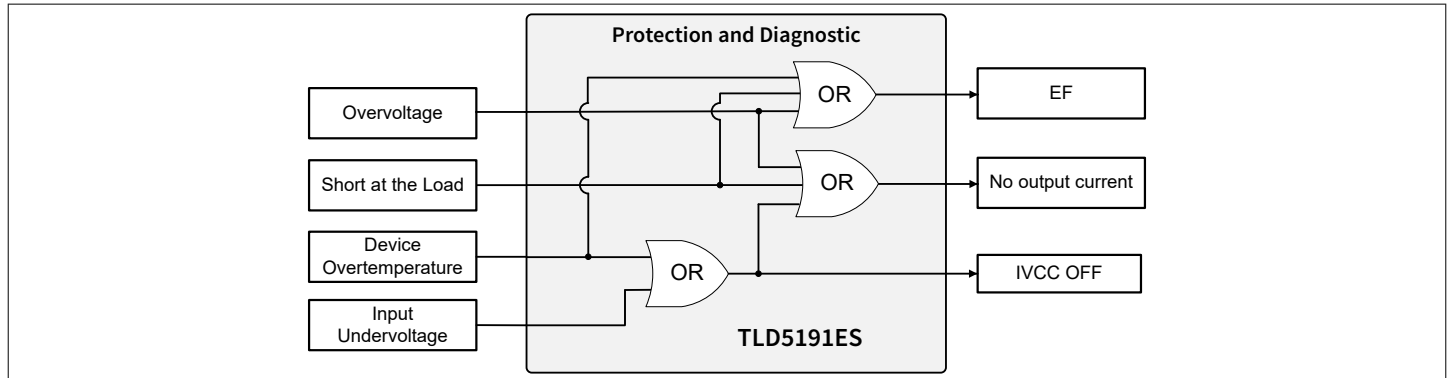 Protection and Diagnostic
OR
EF
Overvoltage
Short at the Load
OR
No output current
Device
Overtemperature
OR
IVCC OFF
Input
Undervoltage
TLD5191ES